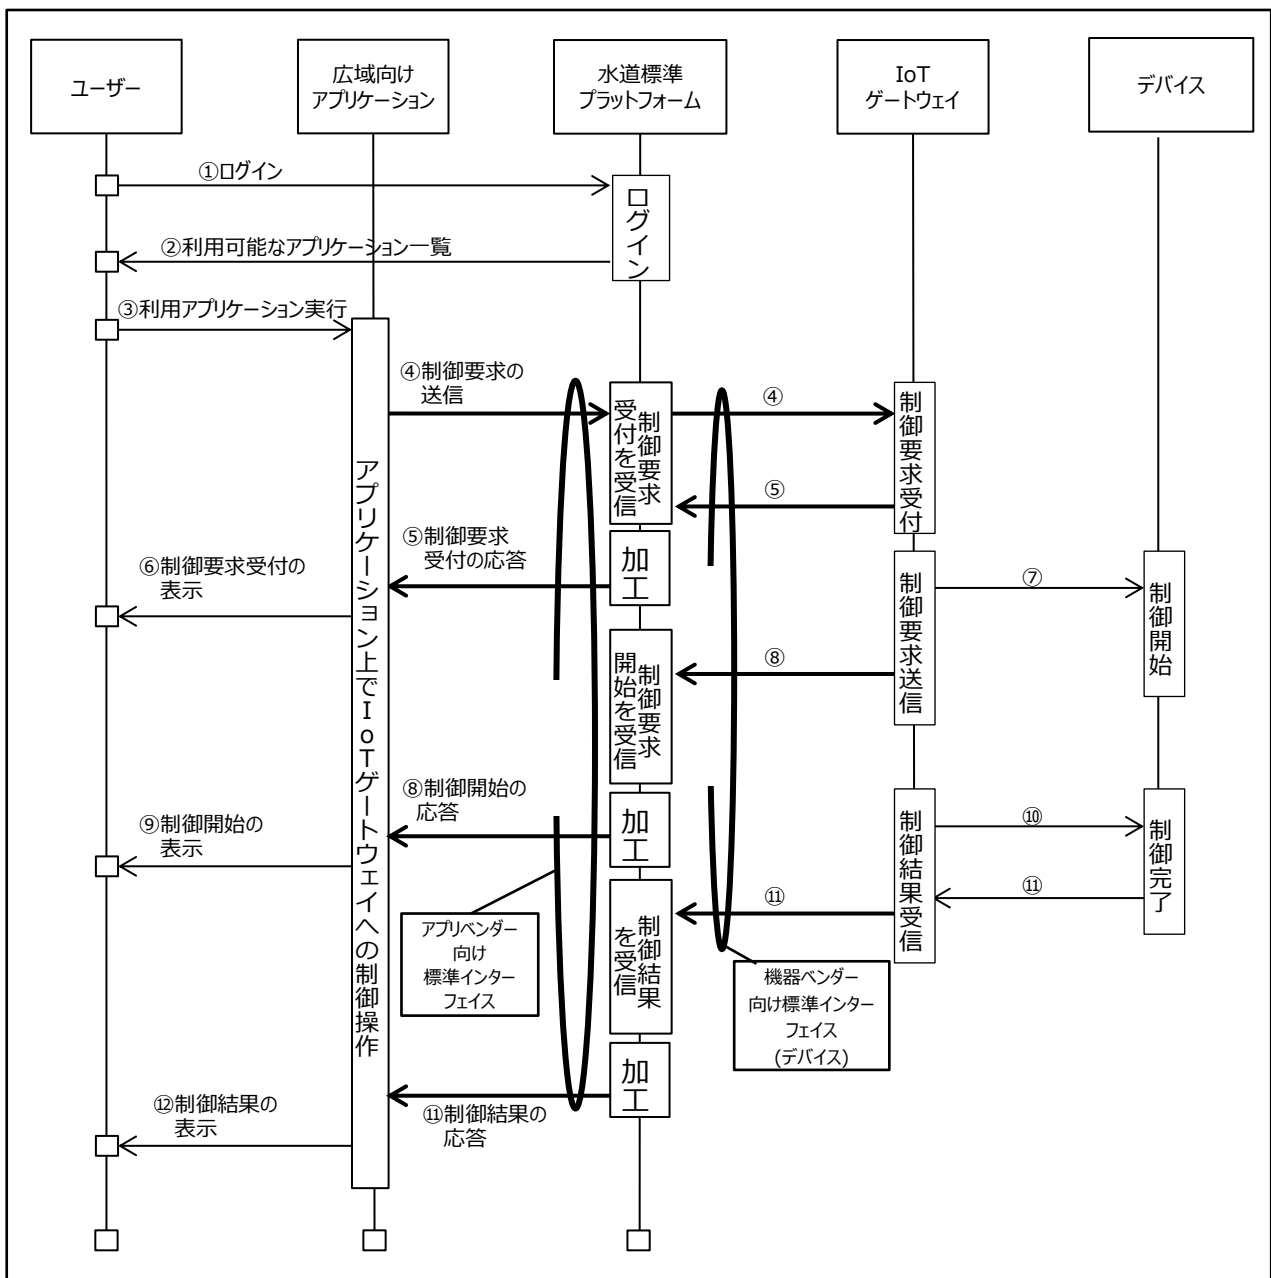 ユーザー
広域向け
アプリケーション
水道標準
プラットフォーム
IoT
ゲートウェイ
デバイス
①ログイン
ログイン
②利用可能なアプリケーション一覧
③利用アプリケーション実行
アプリケーション上でIoTゲートウェイへの制御操作
④制御要求の
送信
制御要求
受付を受信
④
制御要求受付
⑤
⑤制御要求
受付の応答
加工
⑥制御要求受付の
表示
制御要求送信
⑦
制御開始
制御要求
開始を受信
⑧
⑧制御開始の
応答
加工
⑨制御開始の
表示
制御結果受信
⑩
制御完了
⑪
⑪
制御結果
を受信
アプリベンダー
向け
標準インター
フェイス
機器ベンダー
向け標準インター
フェイス
(デバイス)
加工
⑪制御結果の
応答
⑫制御結果の
表示